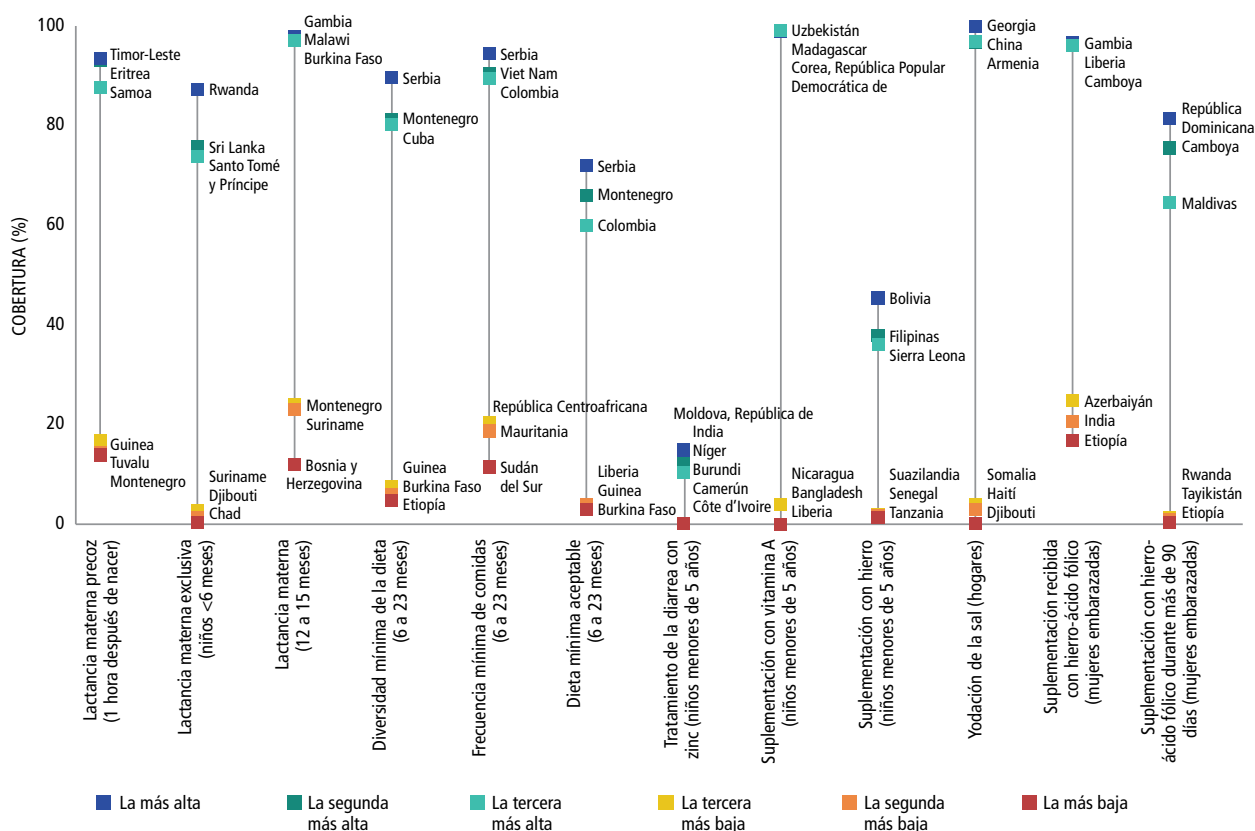 COBERTURA (%)
100
80
60
40
20
0
Timor-Leste
Eritrea
Samoa
Guinea
Tuvalu
Montenegro
Rwanda
Sri Lanka
Santo Tomé
y Príncipe
Suriname
Djibouti
Chad
Gambia
Malawi
Burkina Faso
Montenegro
Suriname
Bosnia y
Herzegovina
Serbia
Montenegro
Cuba
Guinea
Burkina Faso
Etiopía
Serbia
Viet Nam
Colombia
República Centroafricana
Mauritania
Sudán
del Sur
Serbia
Montenegro
Colombia
Liberia
Guinea
Burkina Faso
Moldova, República de
India
Níger
Burundi
Camerún
Côte d’Ivoire
Uzbekistán
Madagascar
Corea, República Popular
Democrática de
Nicaragua
Bangladesh
Liberia
Bolivia
Filipinas
Sierra Leona
Suazilandia
Senegal
Tanzania
Georgia
China
Armenia
Somalia
Haití
Djibouti
Gambia
Liberia
Camboya
Azerbaiyán
India
Etiopía
República
Dominicana
Camboya
Maldivas
Rwanda
Tayikistán
Etiopía
Lactancia materna precoz
(1 hora después de nacer)
Lactancia materna exclusiva
(niños <6 meses)
Lactancia materna
(12 a 15 meses)
Diversidad mínima de la dieta
(6 a 23 meses)
Frecuencia mínima de comidas
(6 a 23 meses)
Dieta mínima aceptable
(6 a 23 meses)
Tratamiento de la diarrea con
zinc (niños menores de 5 años)
Suplementación con vitamina A
(niños menores de 5 años)
Suplementación con hierro
(niños menores de 5 años)
Yodación de la sal (hogares)
Suplementación recibida
con hierro-ácido fólico
(mujeres embarazadas)
Suplementación con hierro-
ácido fólico durante más de 90
días (mujeres embarazadas)
La más alta
La segunda
más alta
La tercera
más alta
La tercera
más baja
La segunda
más baja
La más baja